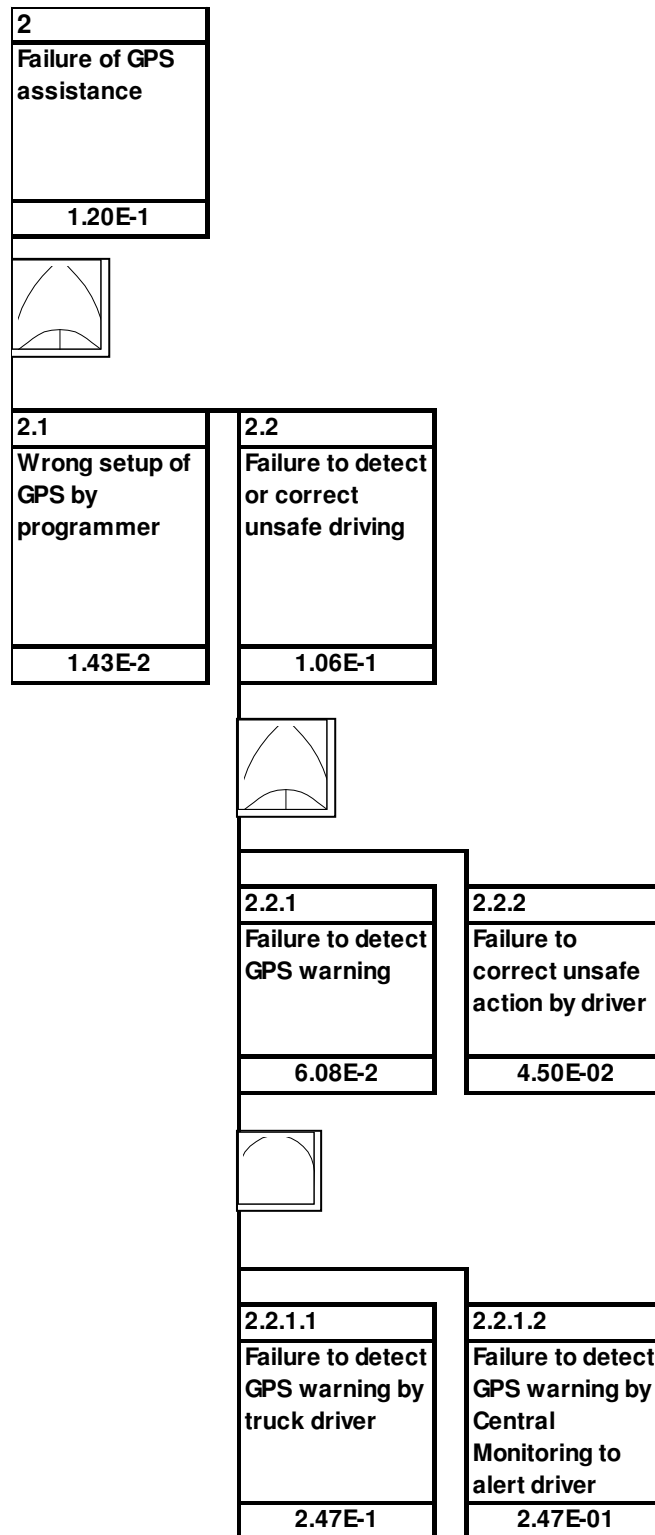 2
Failure of GPS
assistance
1.20E-1
2.1
Wrong setup of
GPS by
programmer
1.43E-2
2.2
Failure to detect
or correct
unsafe driving
1.06E-1
2.2.1
Failure to detect
GPS warning
6.08E-2
2.2.2
Failure to
correct unsafe
action by driver
4.50E-02
2.2.1.1
Failure to detect
GPS warning by
truck driver
2.47E-1
2.2.1.2
Failure to detect
GPS warning by
Central
Monitoring to
alert driver
2.47E-01